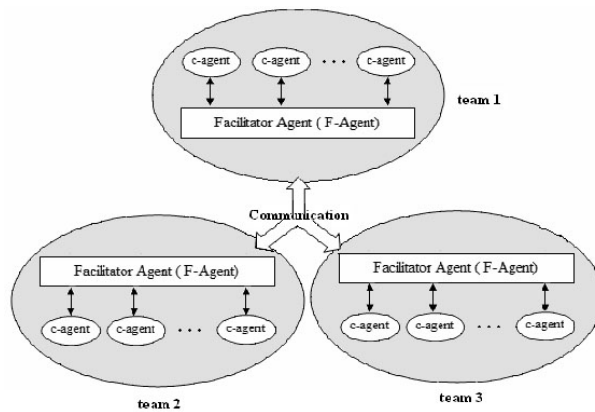 c-agent c-agent ... c-agent
Facilitator Agent ( F-Agent)
team 1
Communication
Facilitator Agent ( F-Agent)
c-agent c-agent ... c-agent
team 2
Facilitator Agent ( F-Agent)
c-agent c-agent ... c-agent
team 3